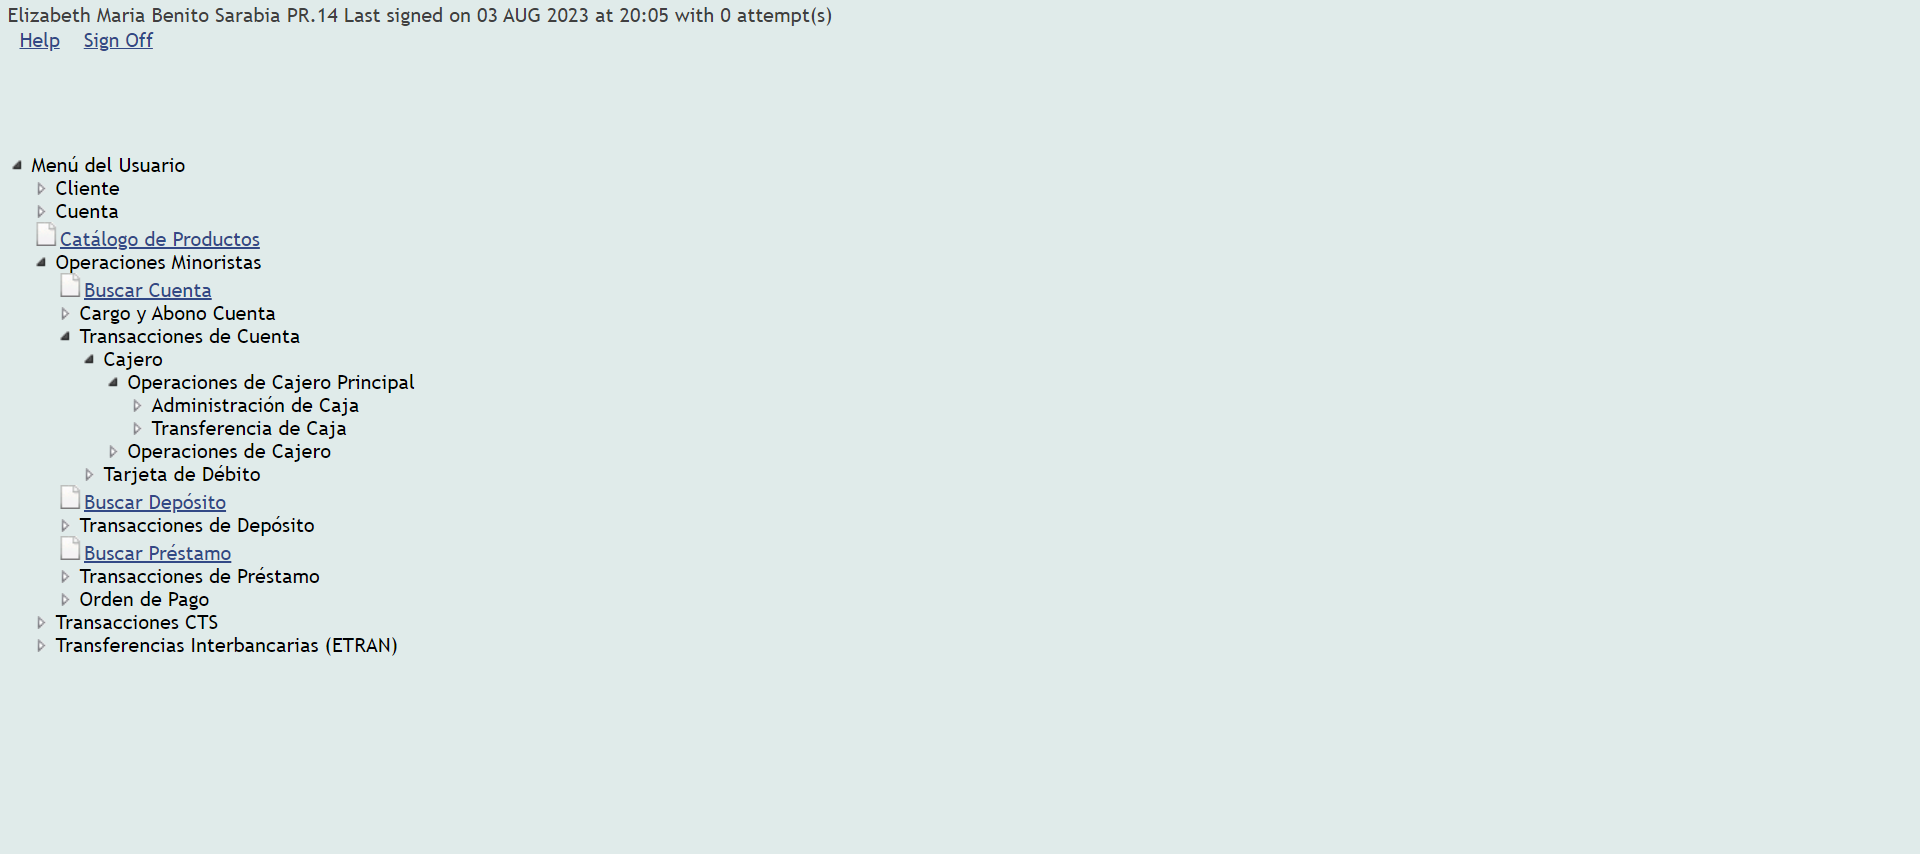 Elizabeth Maria Benito Sarabia PR.14 Last signed on 03 AUG 2023 at 20:05 with 0 attempt(s)
Help Sign Off
Menú del Usuario
Cliente
Cuenta
Catálogo de Productos
Operaciones Minoristas
Buscar Cuenta
Cargo y Abono Cuenta
Transacciones de Cuenta
Cajero
Operaciones de Cajero Principal
Administración de Caja
Transferencia de Caja
Operaciones de Cajero
Tarjeta de Débito
Buscar Depósito
Transacciones de Depósito
Buscar Préstamo
Transacciones de Préstamo
Orden de Pago
Transacciones CTS
Transferencias Interbancarias (ETRAN)